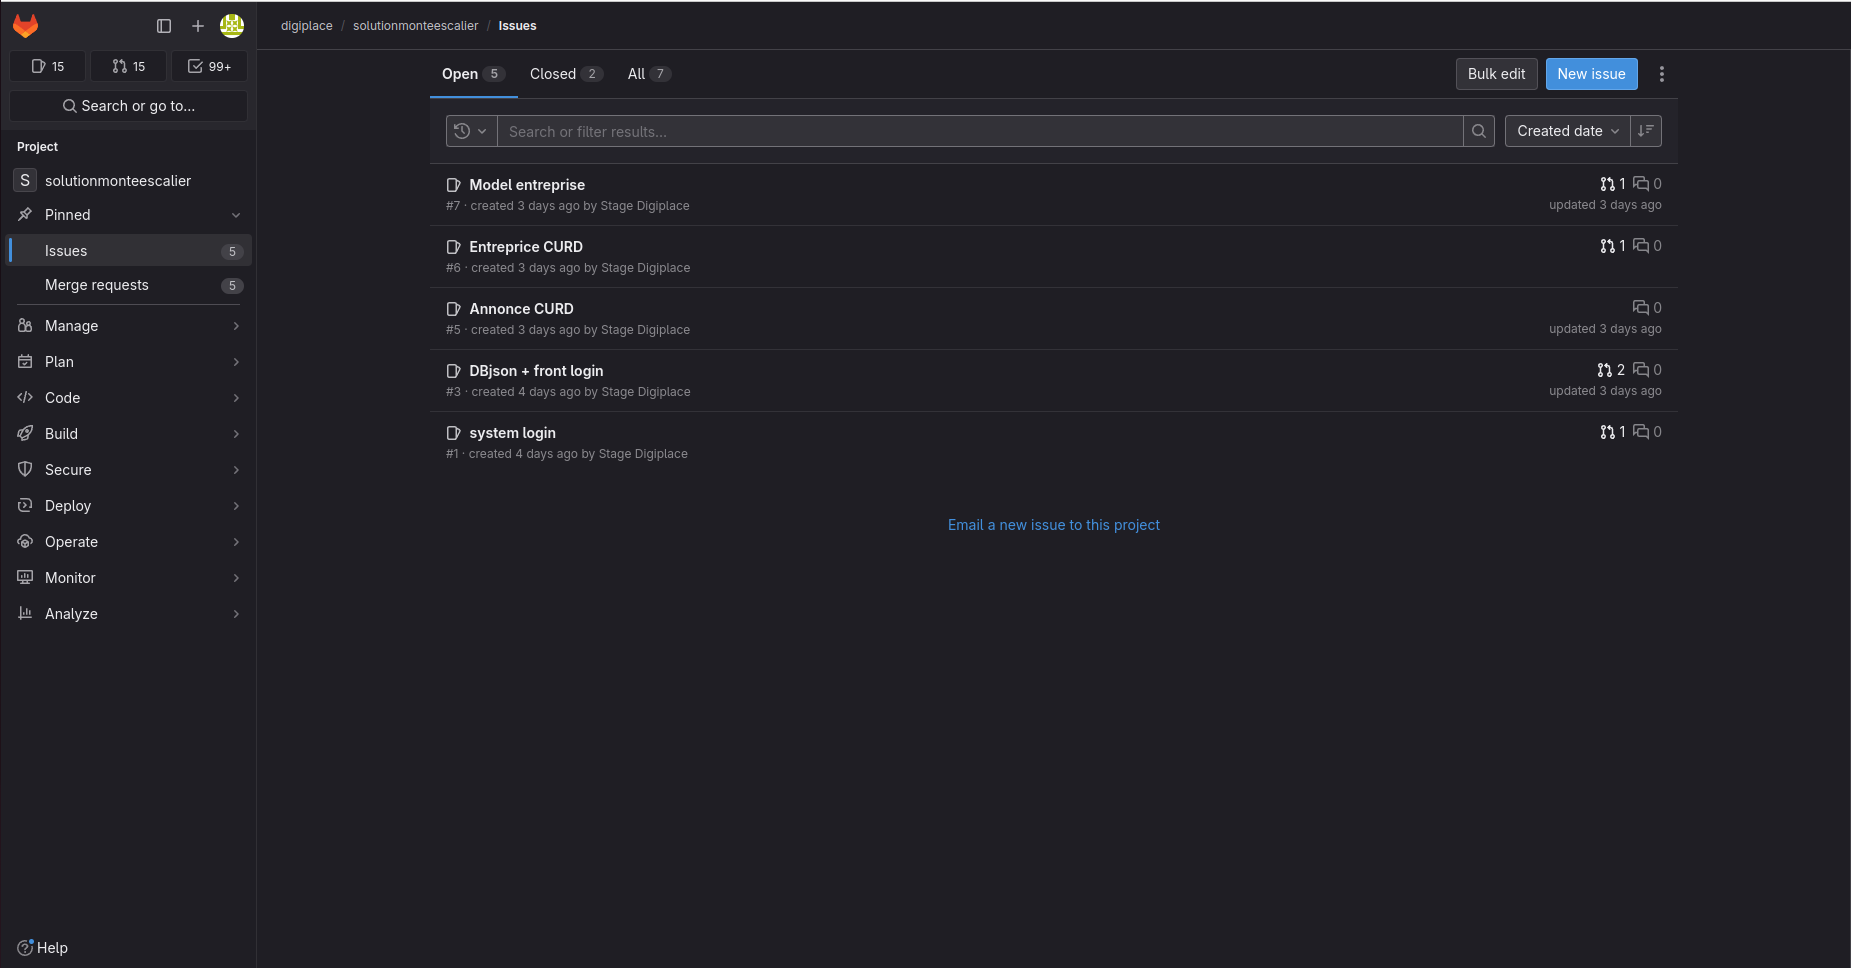 digiplace / solutionmonteescalier / Issues
15 15 99+
Search or go to...
Project
S solutionmonteescalier
Pinned
Issues 5
Merge requests 5
Manage
Plan
Code
Build
Secure
Deploy
Operate
Monitor
Analyze
Help
Open 5 Closed 2 All 7
Bulk edit New issue
Search or filter results... Created date
Model entreprise 1 0
#7 · created 3 days ago by Stage Digiplace updated 3 days ago
Entreprice CURD 1 0
#6 · created 3 days ago by Stage Digiplace
Annonce CURD 0
#5 · created 3 days ago by Stage Digiplace updated 3 days ago
DBjson + front login 2 0
#3 · created 4 days ago by Stage Digiplace updated 3 days ago
system login 1 0
#1 · created 4 days ago by Stage Digiplace
Email a new issue to this project